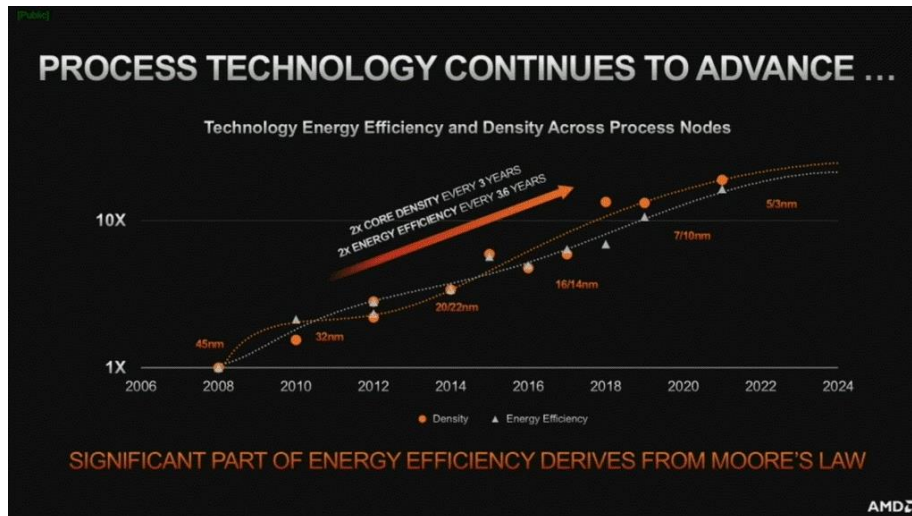 [Public]
PROCESS TECHNOLOGY CONTINUES TO ADVANCE ...
Technology Energy Efficiency and Density Across Process Nodes
2x CORE DENSITY EVERY 3 YEARS
2X ENERGY EFFICIENCY EVERY 3.6 YEARS
10X
5/3nm
7/10nm
16/14nm
20/22nm
45nm
32nm
1X
2006 2008 2010 2012 2014 2016 2018 2020 2022 2024
Density Energy Efficiency
SIGNIFICANT PART OF ENERGY EFFICIENCY DERIVES FROM MOORE'S LAW
AMD